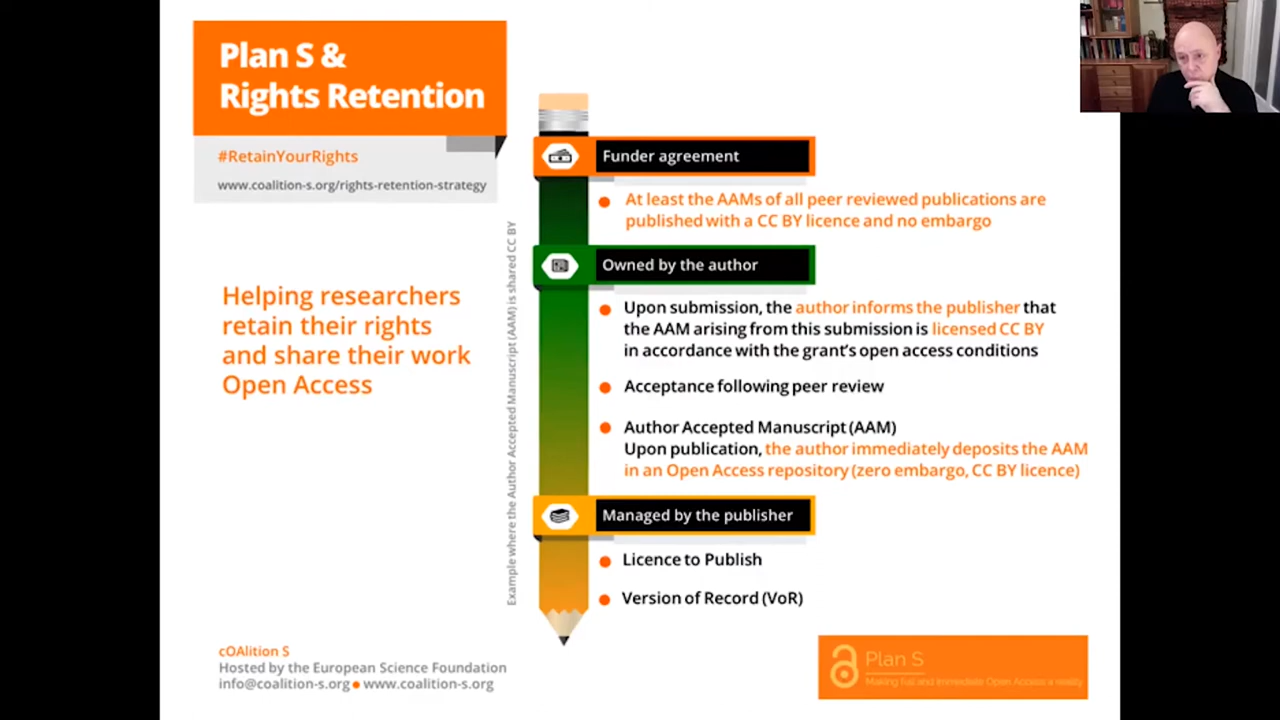 Plan S &
Rights Retention
#RetainYourRights
www.coalition-s.org/rights-retention-strategy
Helping researchers
retain their rights
and share their work
Open Access
Example where the Author Accepted Manuscript (AAM) is shared CC BY
Funder agreement
At least the AAMs of all peer reviewed publications are
published with a CC BY licence and no embargo
Owned by the author
Upon submission, the author informs the publisher that
the AAM arising from this submission is licensed CC BY
in accordance with the grant's open access conditions
Acceptance following peer review
Author Accepted Manuscript (AAM)
Upon publication, the author immediately deposits the AAM
in an Open Access repository (zero embargo, CC BY licence)
Managed by the publisher
Licence to Publish
Version of Record (VoR)
cOAlition S
Hosted by the European Science Foundation
info@coalition-s.org • www.coalition-s.org
Plan S
Making full and immediate Open Access a reality